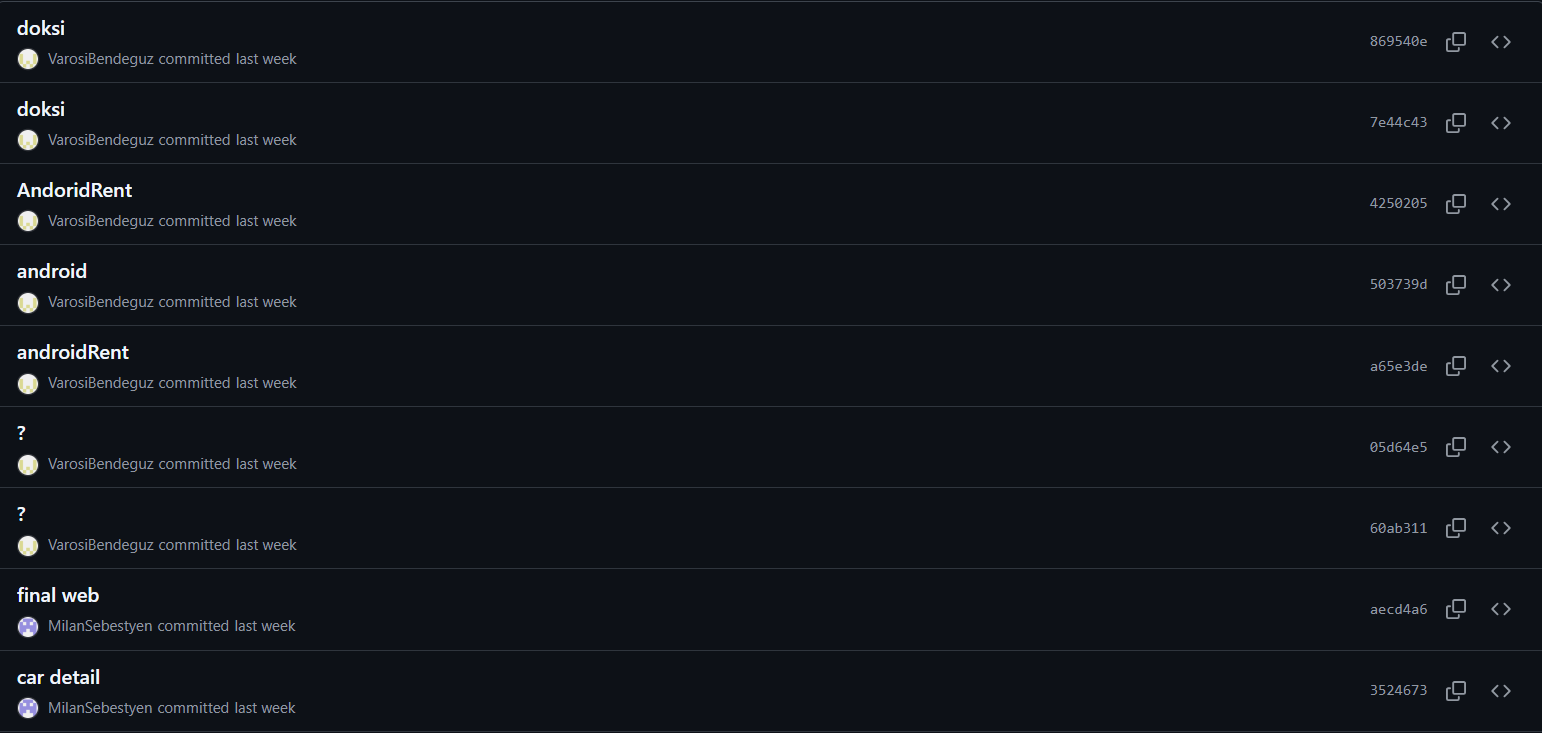 doksi
VarosiBendeguz committed last week
869540e
doksi
VarosiBendeguz committed last week
7e44c43
AndoridRent
VarosiBendeguz committed last week
4250205
android
VarosiBendeguz committed last week
503739d
androidRent
VarosiBendeguz committed last week
a65e3de
?
VarosiBendeguz committed last week
05d64e5
?
VarosiBendeguz committed last week
60ab311
final web
MilanSebestyen committed last week
aecd4a6
car detail
MilanSebestyen committed last week
3524673